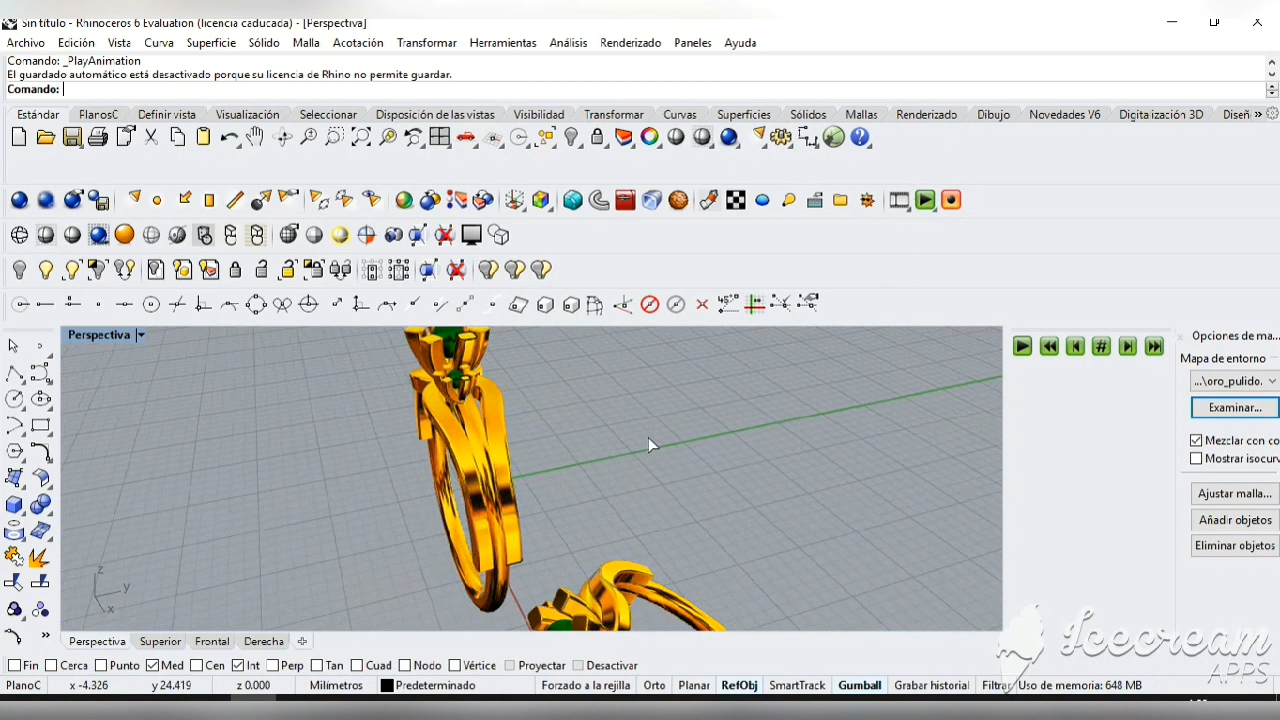 Sin título - Rhinoceros 6 Evaluation (licencia caducada) - [Perspectiva]
Archivo Edición Vista Curva Superficie Sólido Malla Acotación Transformar Herramientas Análisis Renderizado Paneles Ayuda
Comando: _PlayAnimation
El guardado automático está desactivado porque su licencia de Rhino no permite guardar.
Comando:
Estándar PlanosC Definir vista Visualización Seleccionar Disposición de las vistas Visibilidad Transformar Curvas Superficies Sólidos Mallas Renderizado Dibujo Novedades V6 Digitalización 3D Diseñ »
45°
Perspectiva
Opciones de ma...
Mapa de entorno
...\oro_pulido.
Examinar...
Mezclar con co
Mostrar isocurv
Ajustar malla...
Añadir objetos
Eliminar objetos
z
y
x
Perspectiva Superior Frontal Derecha
Icecream
APPS
Fin Cerca Punto Med Cen Int Perp Tan Cuad Nodo Vértice Proyectar Desactivar
PlanoC x -4.326 y 24.419 z 0.000 Milímetros Predeterminado Forzado a la rejilla Orto Planar RefObj SmartTrack Gumball Grabar historial Filtrar Uso de memoria: 648 MB